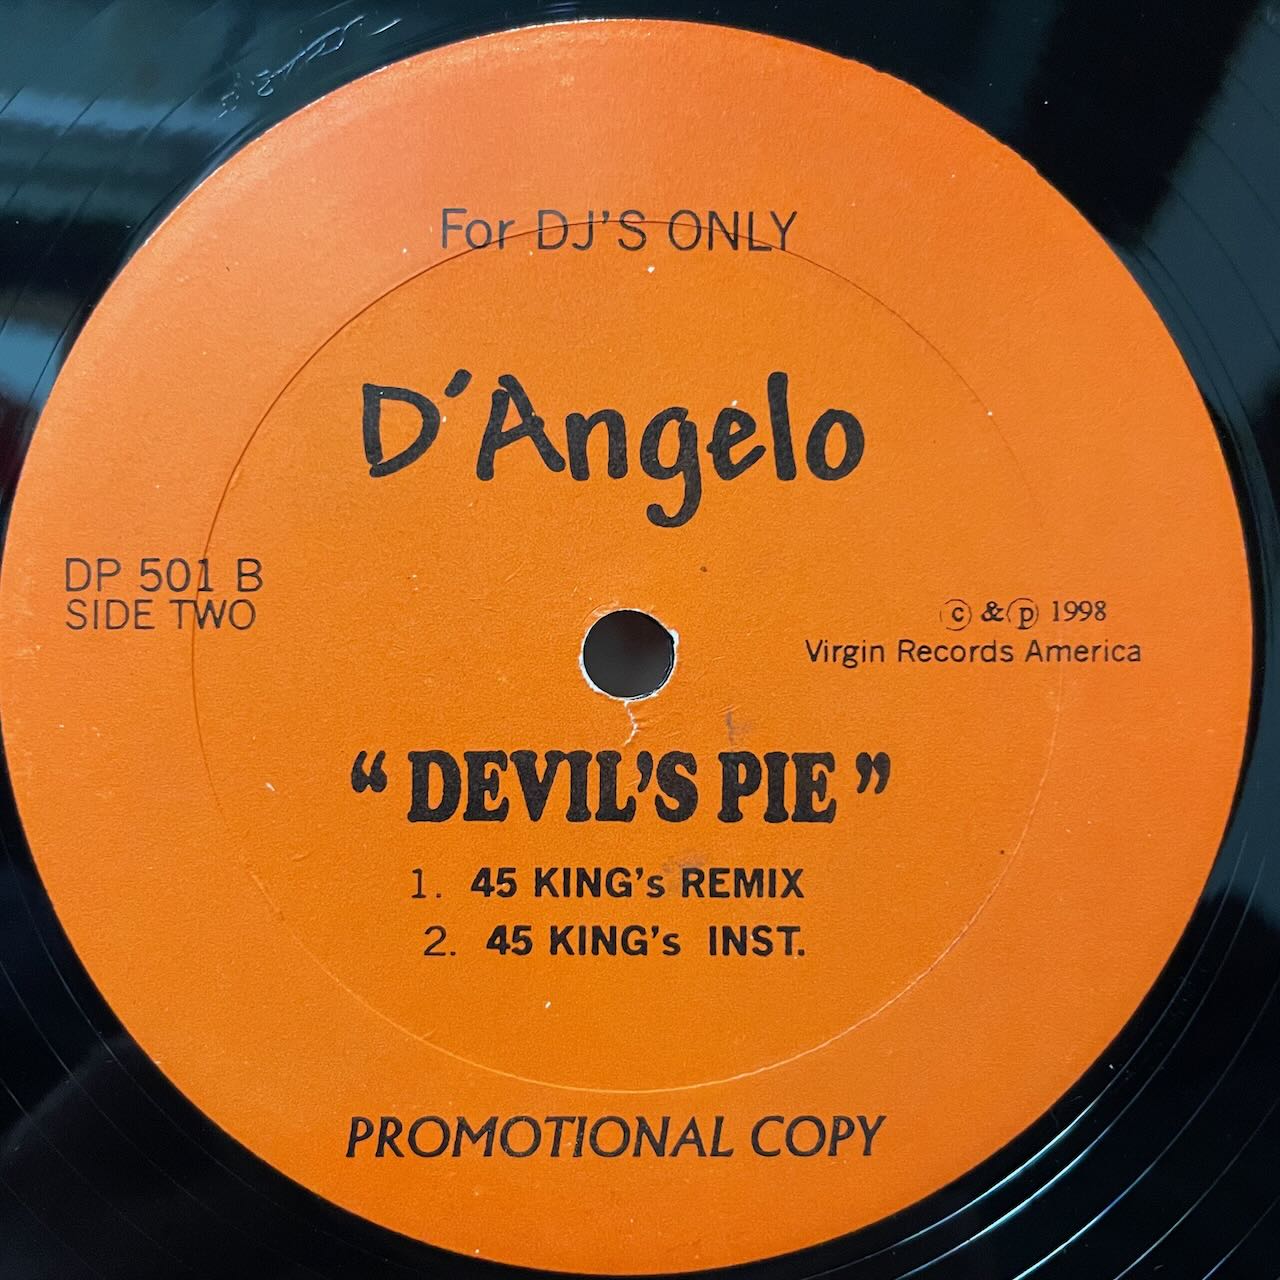 For DJ'S ONLY
D'Angelo
DP 501 B
SIDE TWO
ⓒ & ⓟ 1998
Virgin Records America
“ DEVIL'S PIE ”
1. 45 KING's REMIX
2. 45 KING's INST.
PROMOTIONAL COPY